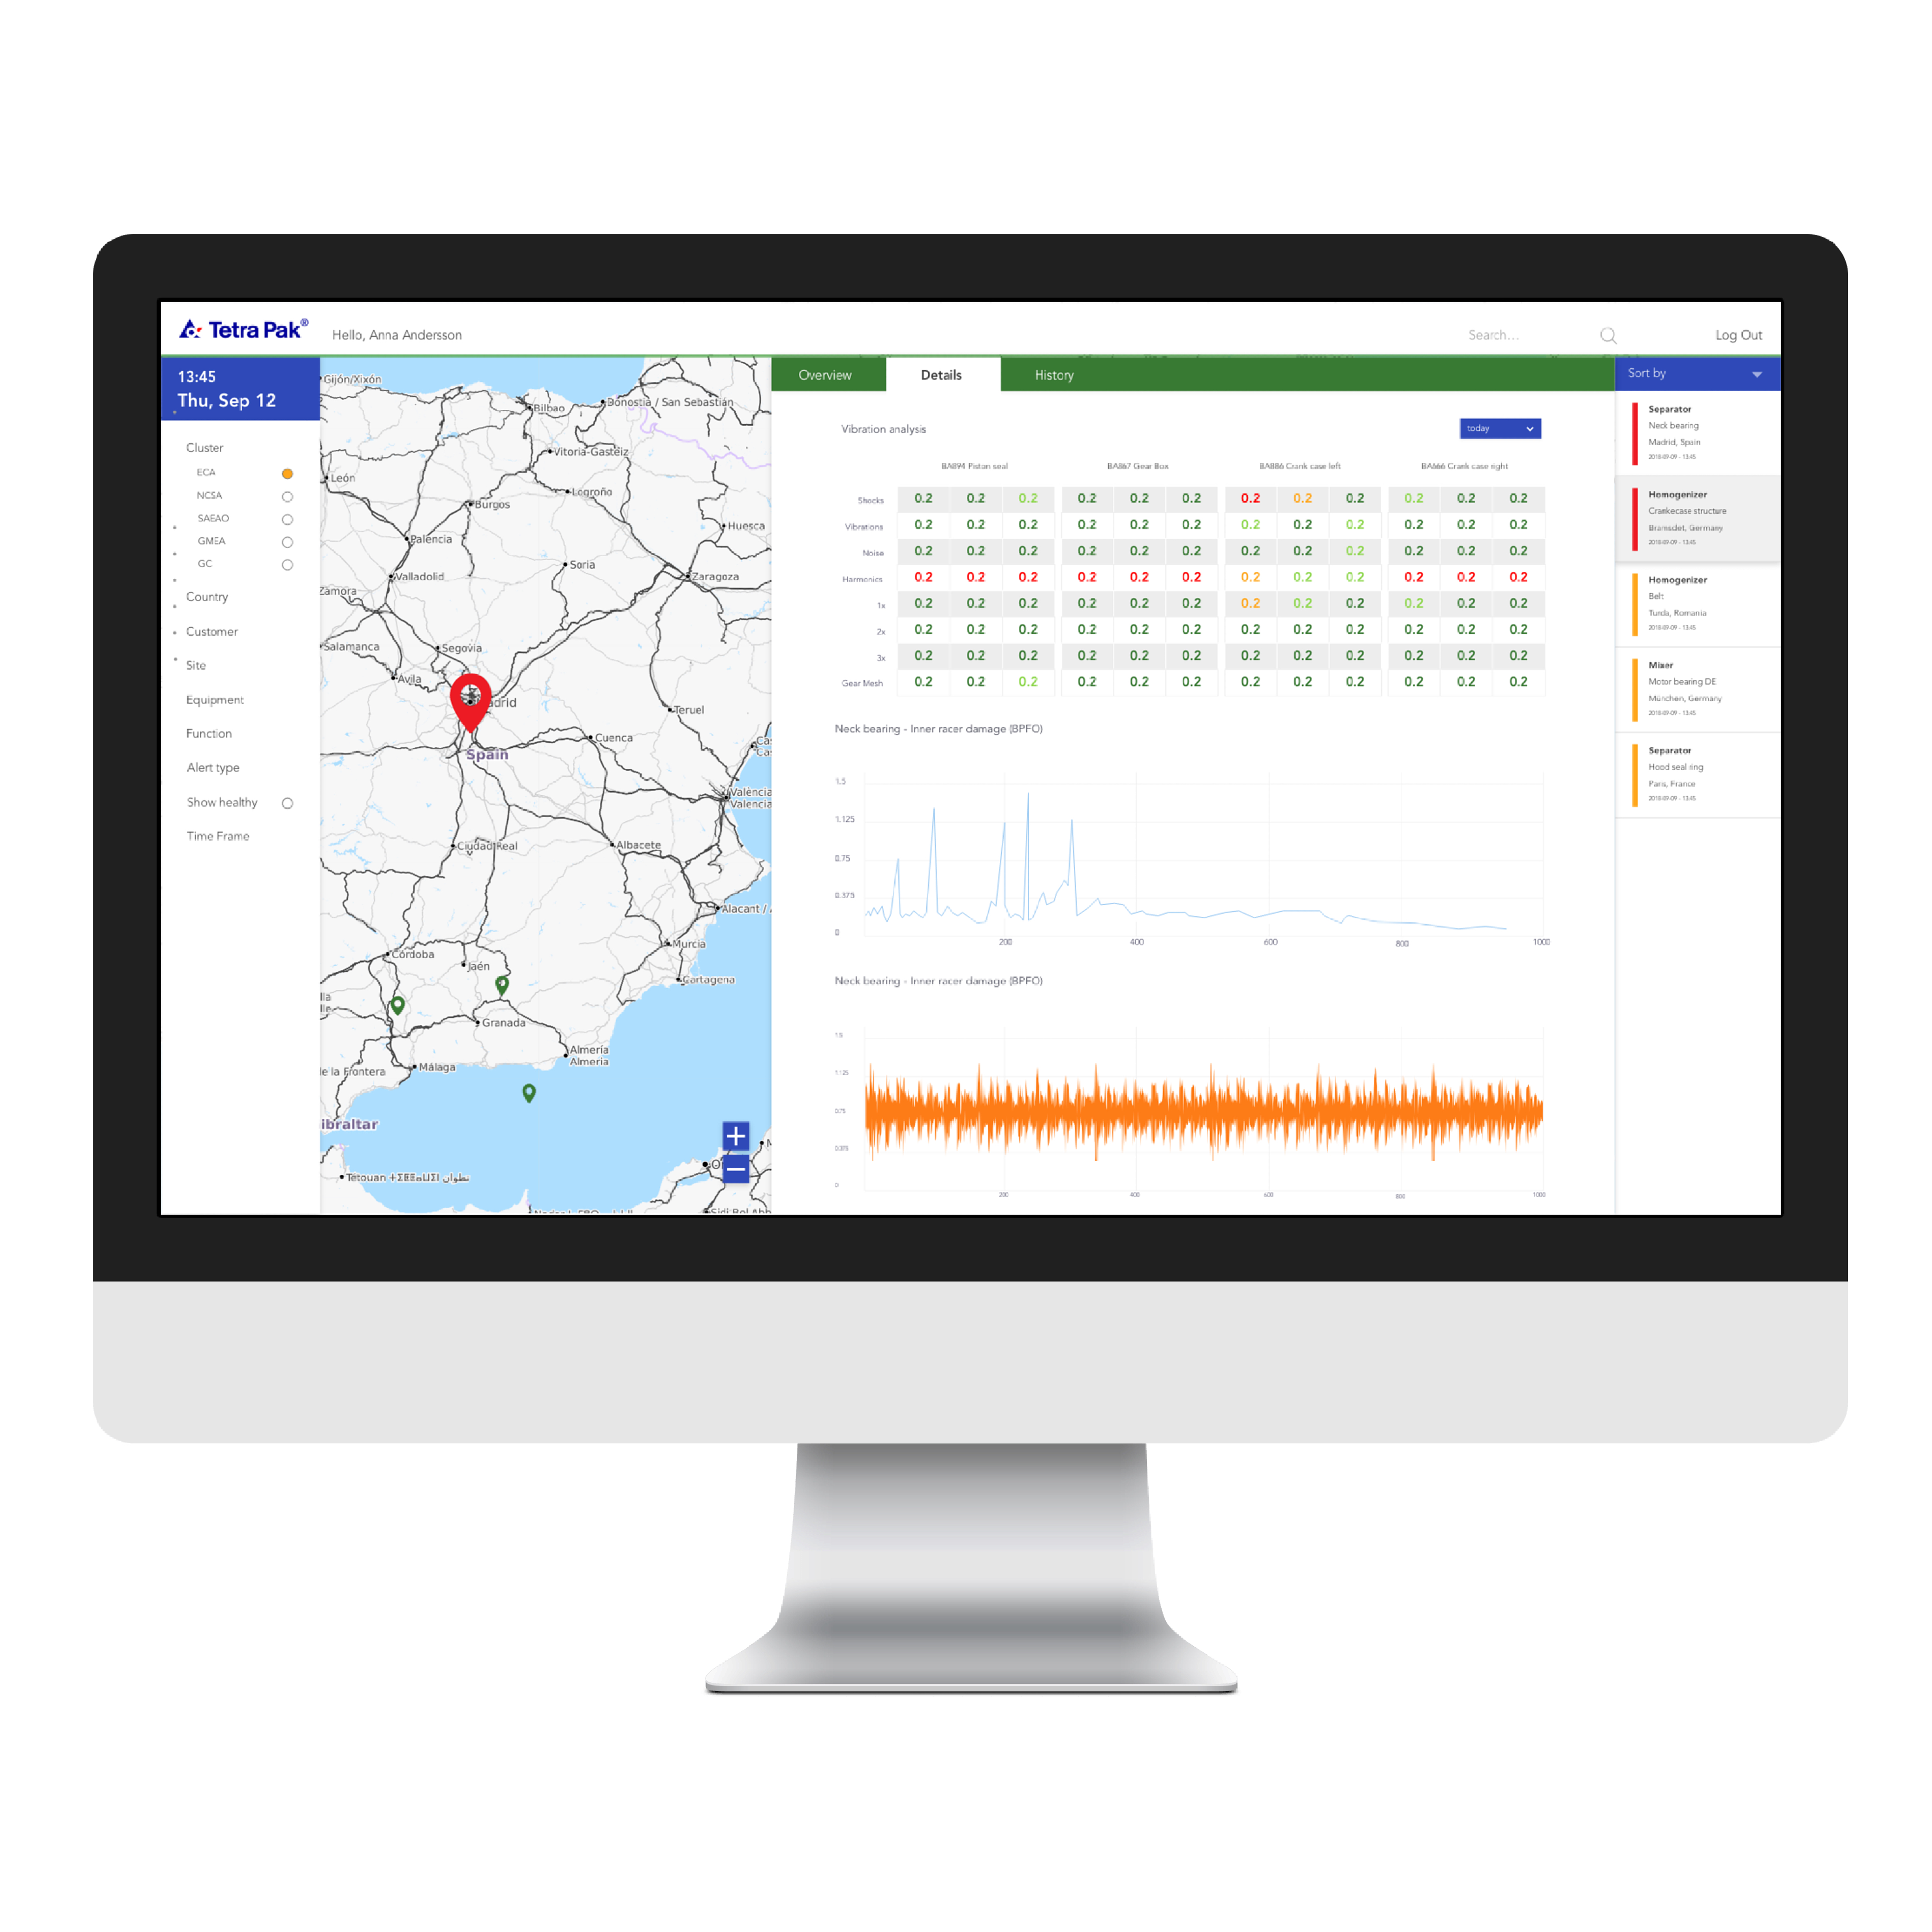 Tetra Pak®
Hello, Anna Andersson
Search...
Log Out
13:45
Thu, Sep 12
Cluster
ECA
NCSA
SAEAO
GMEA
GC
Country
Customer
Site
Equipment
Function
Alert type
Show healthy
Time Frame
Gijón/Xixón
Bilbao
Donostia / San Sebastián
Vitoria-Gasteiz
León
Logroño
Burgos
Huesca
Palencia
Soria
Valladolid
Zaragoza
Zamora
Salamanca
Segovia
Ávila
adrid
Teruel
Cuenca
Spain
Cas
Cas
València
Valencia
Ciudad Real
Albacete
Alacant /
Murcia
Córdoba
Jaén
Cartagena
lla
lle
Granada
Almería
Almeria
Málaga
de la Frontera
ibraltar
+
−
Overview
Details
History
Vibration analysis
today
BA894 Piston seal
BA867 Gear Box
BA886 Crank case left
BA666 Crank case right
Shocks 0.2 0.2 0.2 0.2 0.2 0.2 0.2 0.2 0.2 0.2 0.2 0.2
Vibrations 0.2 0.2 0.2 0.2 0.2 0.2 0.2 0.2 0.2 0.2 0.2 0.2
Noise 0.2 0.2 0.2 0.2 0.2 0.2 0.2 0.2 0.2 0.2 0.2 0.2
Harmonics 0.2 0.2 0.2 0.2 0.2 0.2 0.2 0.2 0.2 0.2 0.2 0.2
1x 0.2 0.2 0.2 0.2 0.2 0.2 0.2 0.2 0.2 0.2 0.2 0.2
2x 0.2 0.2 0.2 0.2 0.2 0.2 0.2 0.2 0.2 0.2 0.2 0.2
3x 0.2 0.2 0.2 0.2 0.2 0.2 0.2 0.2 0.2 0.2 0.2 0.2
Gear Mesh 0.2 0.2 0.2 0.2 0.2 0.2 0.2 0.2 0.2 0.2 0.2 0.2
Neck bearing - Inner racer damage (BPFO)
1.5
1.125
0.75
0.375
0
200 400 600 800 1000
Neck bearing - Inner racer damage (BPFO)
1.5
1.125
0.75
0.375
0
200 400 600 800 1000
Sort by
Separator
Neck bearing
Madrid, Spain
2018-09-09 - 13:45
Homogenizer
Crankecase structure
Bramsdet, Germany
2018-09-09 - 13:45
Homogenizer
Belt
Turda, Romania
2018-09-09 - 13:45
Mixer
Motor bearing DE
München, Germany
2018-09-09 - 13:45
Separator
Hood seal ring
Paris, France
2018-09-09 - 13:45